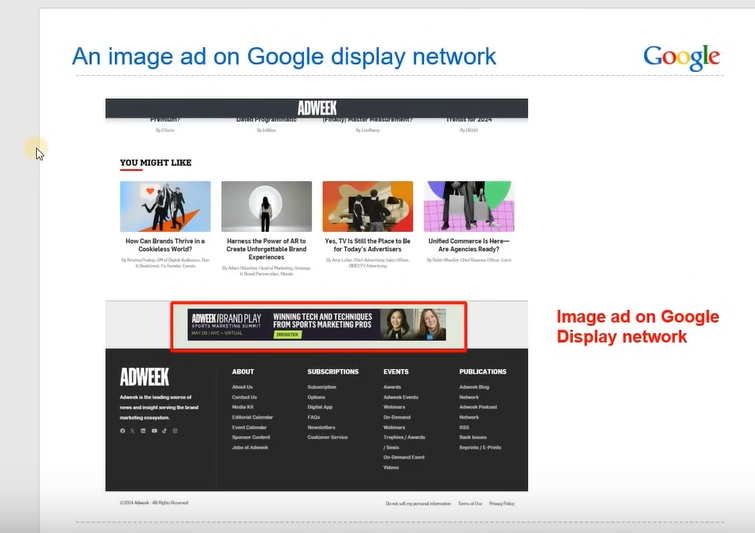 An image ad on Google display network
Google
ADWEEK
Premium?
Dated Programmatic
(Finally) Master Measurement?
Trends for 2024
YOU MIGHT LIKE
How Can Brands Thrive in a
Cookieless World?
Harness the Power of AR to
Create Unforgettable Brand
Experiences
Yes, TV Is Still the Place to Be
for Today's Advertisers
Unified Commerce Is Here—
Are Agencies Ready?
ADWEEK/BRAND PLAY
SPORTS MARKETING SUMMIT
MAY 09 | NYC + VIRTUAL
WINNING TECH AND TECHNIQUES
FROM SPORTS MARKETING PROS
REGISTER
Image ad on Google
Display network
ADWEEK
Adweek is the leading source of
news and insight serving the brand
marketing ecosystem.
ABOUT
About Us
Contact Us
Media Kit
Editorial Calendar
Event Calendar
Sponsor Content
Jobs at Adweek
SUBSCRIPTIONS
Subscription
Options
Digital App
FAQs
Newsletters
Customer Service
EVENTS
Awards
Adweek Events
Webinars
On-Demand
Webinars
Trophies / Awards
/ Seals
On-Demand Event
Videos
PUBLICATIONS
Adweek Blog
Network
Adweek Podcast
Network
RSS
Back Issues
Reprints / E-Prints
©2024 Adweek - All Rights Reserved.
Do not sell my personal information
Terms of Use
Privacy Policy